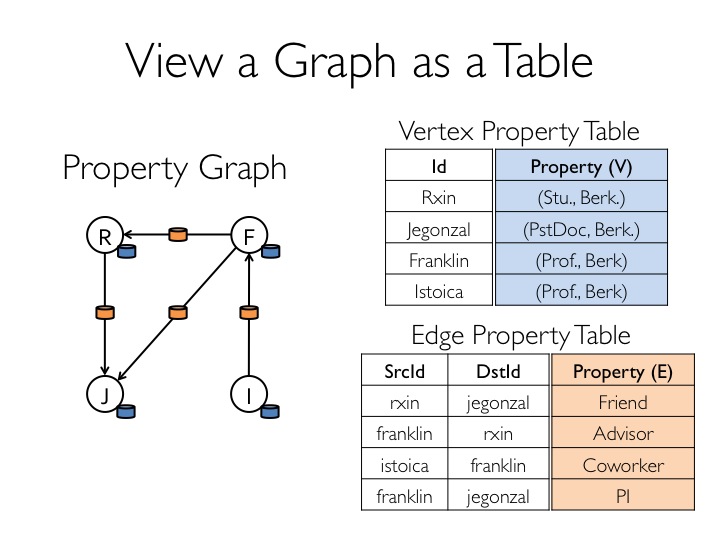 View a Graph as a Table
Property Graph
R
F
J
I
Vertex Property Table
Id Property (V)
Rxin (Stu., Berk.)
Jegonzal (PstDoc, Berk.)
Franklin (Prof., Berk)
Istoica (Prof., Berk)
Edge Property Table
SrcId DstId Property (E)
rxin jegonzal Friend
franklin rxin Advisor
istoica franklin Coworker
franklin jegonzal PI